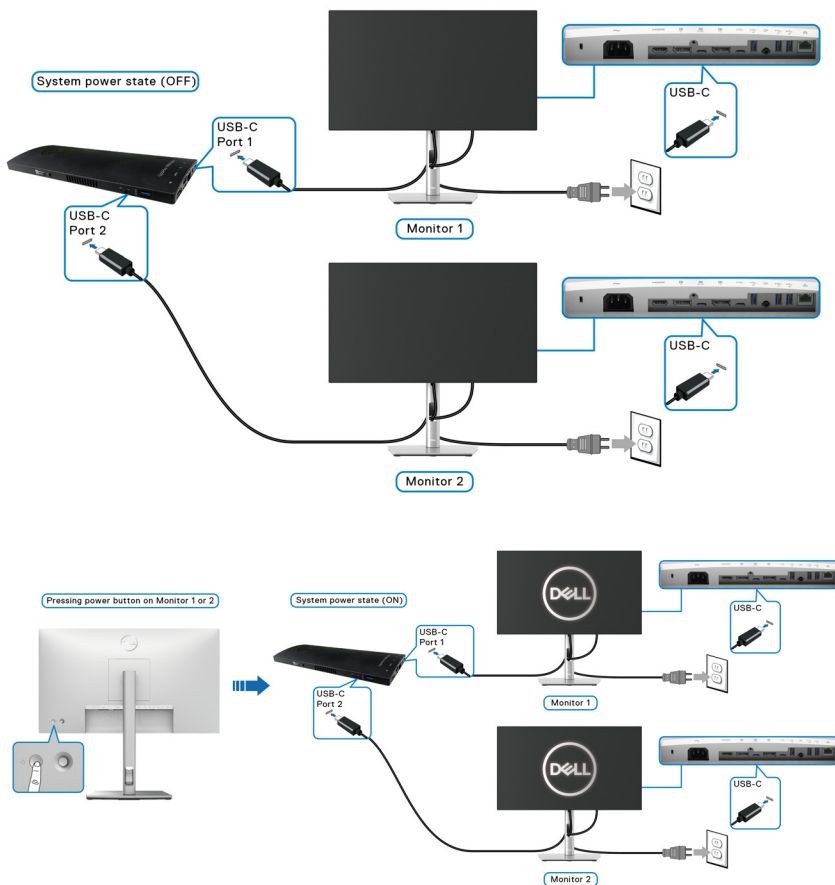 System power state (OFF)
USB-C
Port 1
USB-C
USB-C
Port 2
Monitor 1
USB-C
Monitor 2
Pressing power button on Monitor 1 or 2
System power state (ON)
DELL
USB-C
Port 1
USB-C
USB-C
Port 2
Monitor 1
DELL
USB-C
Monitor 2